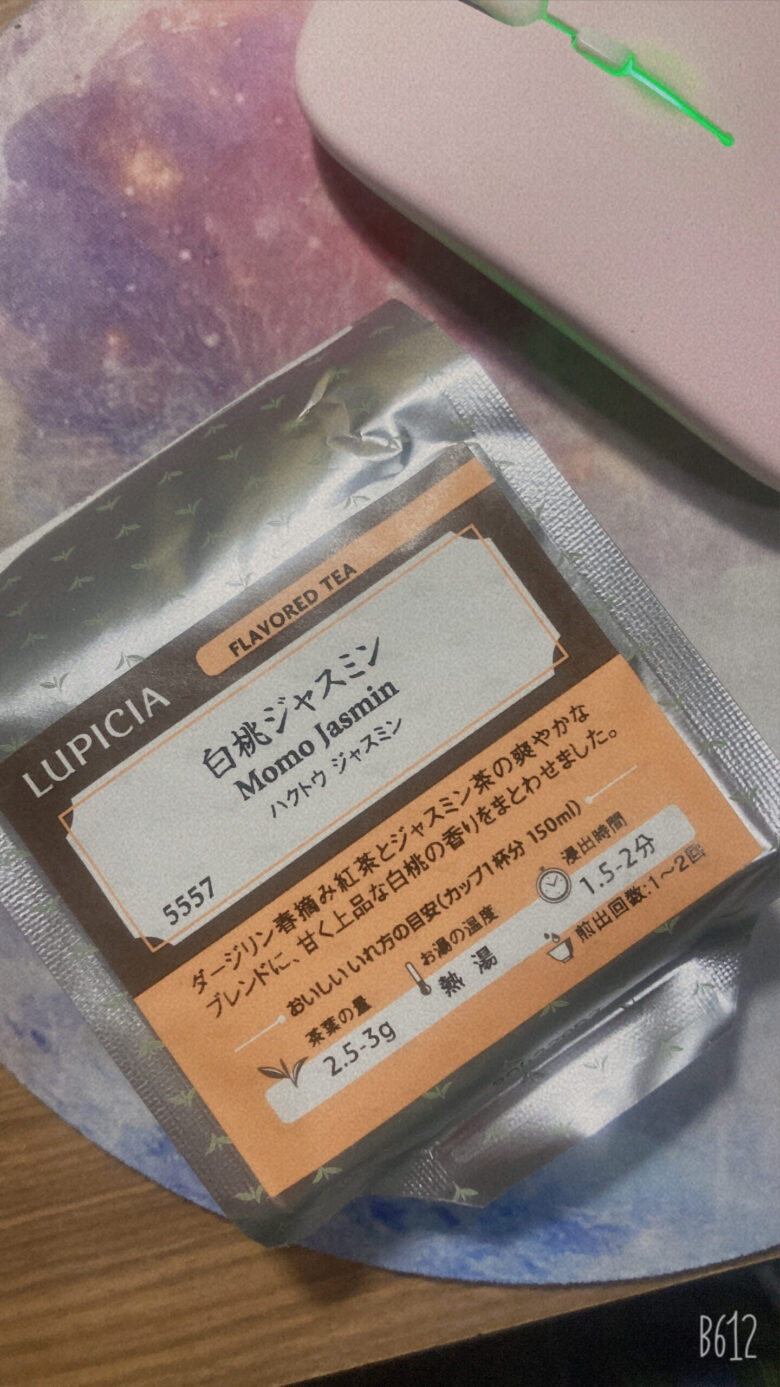 FLAVORED TEA
LUPICIA
白桃ジャスミン
Momo Jasmin
ハクトウ ジャスミン
5557
ダージリン春摘み紅茶とジャスミン茶の爽やかな
ブレンドに、甘く上品な白桃の香りをまとわせました。
おいしいいれ方の目安(カップ1杯分 150ml)
茶葉の量
2.5-3g
お湯の温度
熱湯
浸出時間
1.5-2分
煎出回数:1〜2回
B612